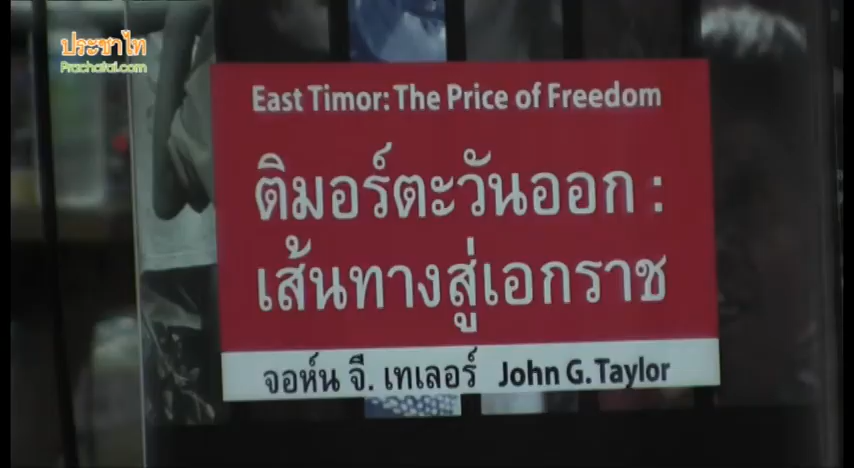 ประชาไท
Prachatai.com
East Timor: The Price of Freedom
ติมอร์ตะวันออก :
เส้นทางสู่เอกราช
จอห์น จี. เทเลอร์ John G. Taylor